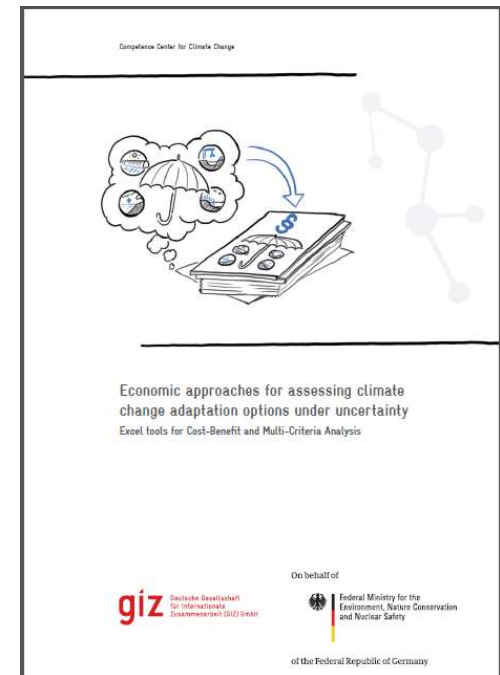 Competence Center for Climate Change
§
Economic approaches for assessing climate
change adaptation options under uncertainty
Excel tools for Cost-Benefit and Multi-Criteria Analysis
On behalf of
giz
Deutsche Gesellschaft
für Internationale
Zusammenarbeit (GIZ) GmbH
Federal Ministry for the
Environment, Nature Conservation
and Nuclear Safety
of the Federal Republic of Germany